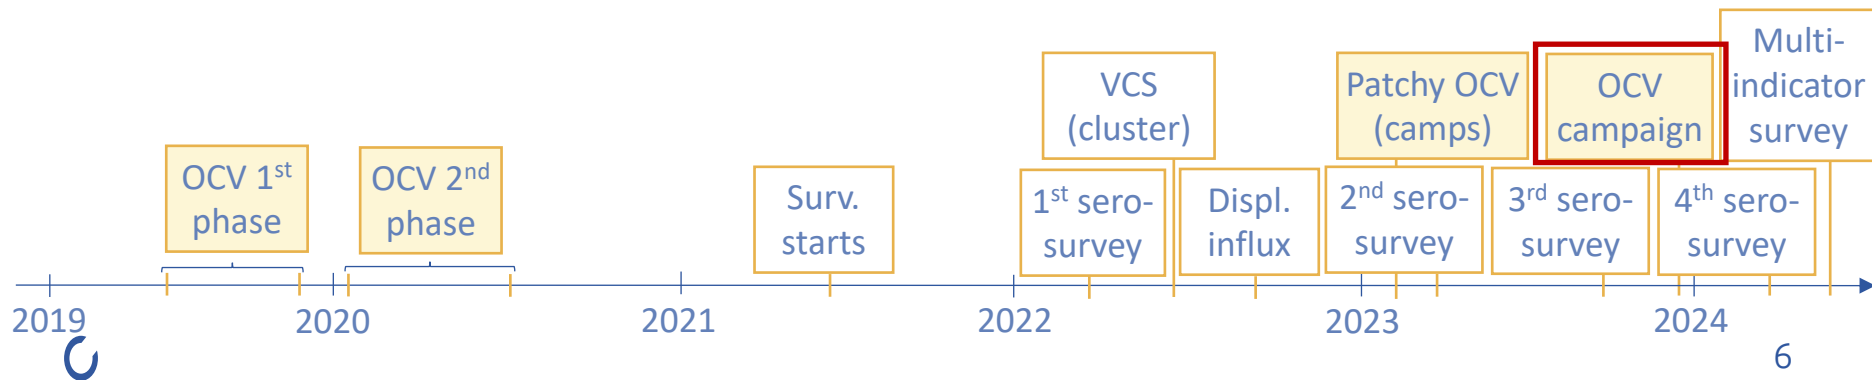 Multi-
indicator
survey
VCS
(cluster)
Patchy OCV
(camps)
OCV
campaign
OCV 1st
phase
OCV 2nd
phase
Surv.
starts
1st sero-
survey
Displ.
influx
2nd sero-
survey
3rd sero-
survey
4th sero-
survey
2019
2020
2021
2022
2023
2024
6